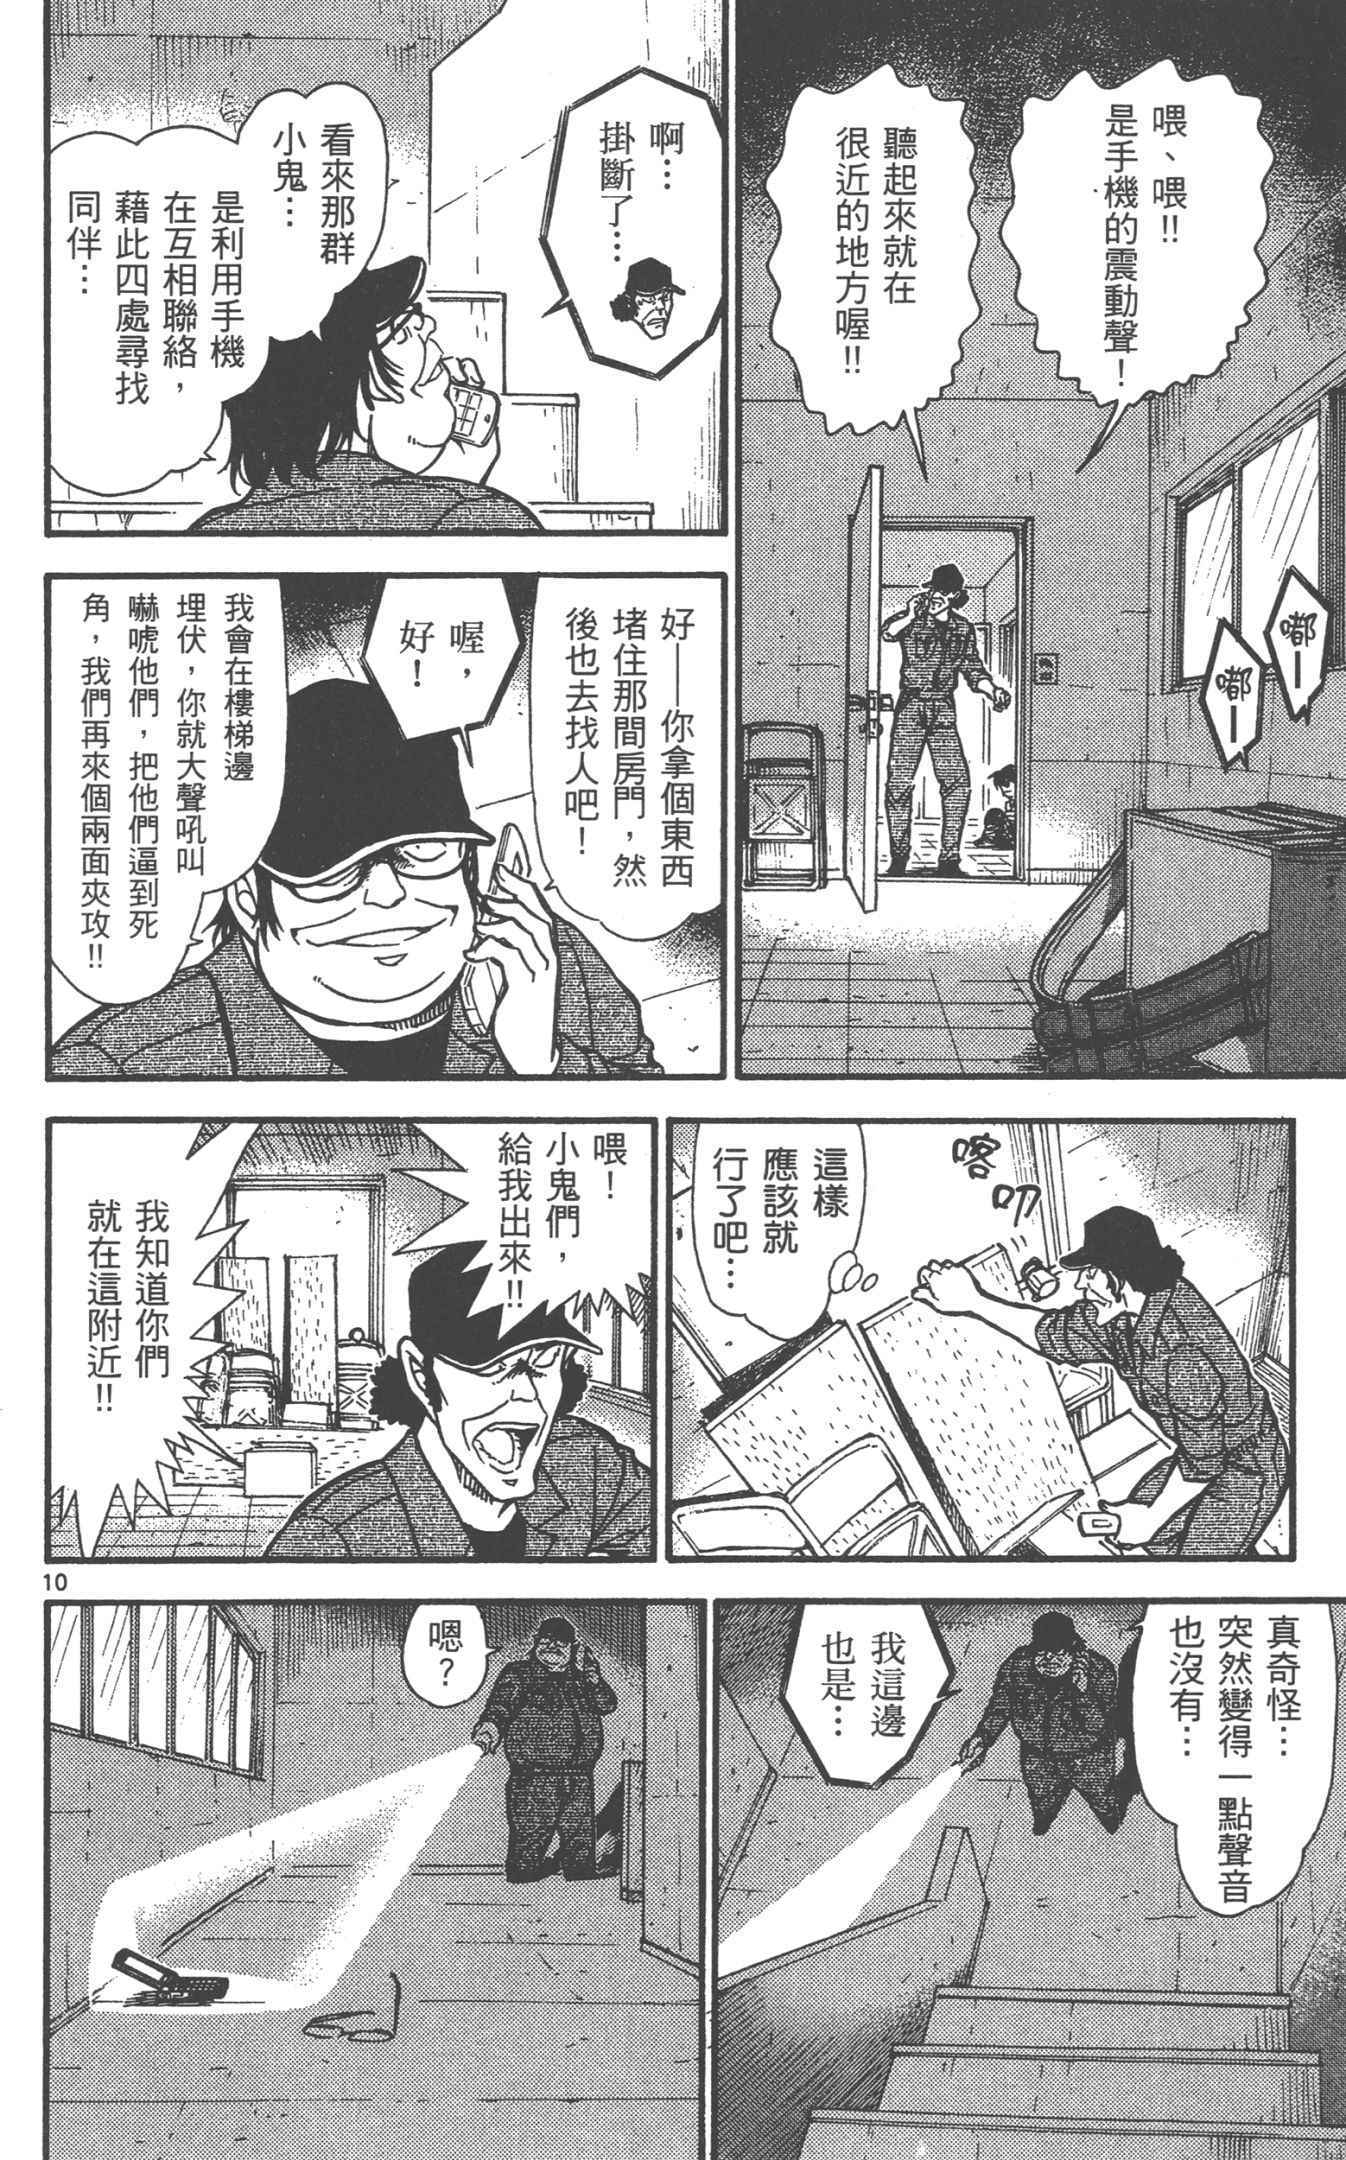 喂、喂!!
是手機的震動聲!
聽起來就在
很近的地方喔!!
嘟ー
嘟ー
啊…
掛斷了…
看來那群
小鬼…
是利用手機
在互相聯絡，
藉此四處尋找
同伴…
好——你拿個東西
堵住那間房門，然
後也去找人吧!
喔，
好!
我會在樓梯邊
埋伏，你就大聲吼叫
嚇唬他們，把他們逼到死
角，我們再來個兩面夾攻!!
喀
叩
這樣
應該就
行了吧…
喂!
小鬼們，
給我出來!!
我知道你們
就在這附近!!
10
真奇怪…
突然變得一點聲音
也沒有…
我這邊
也是…
嗯?